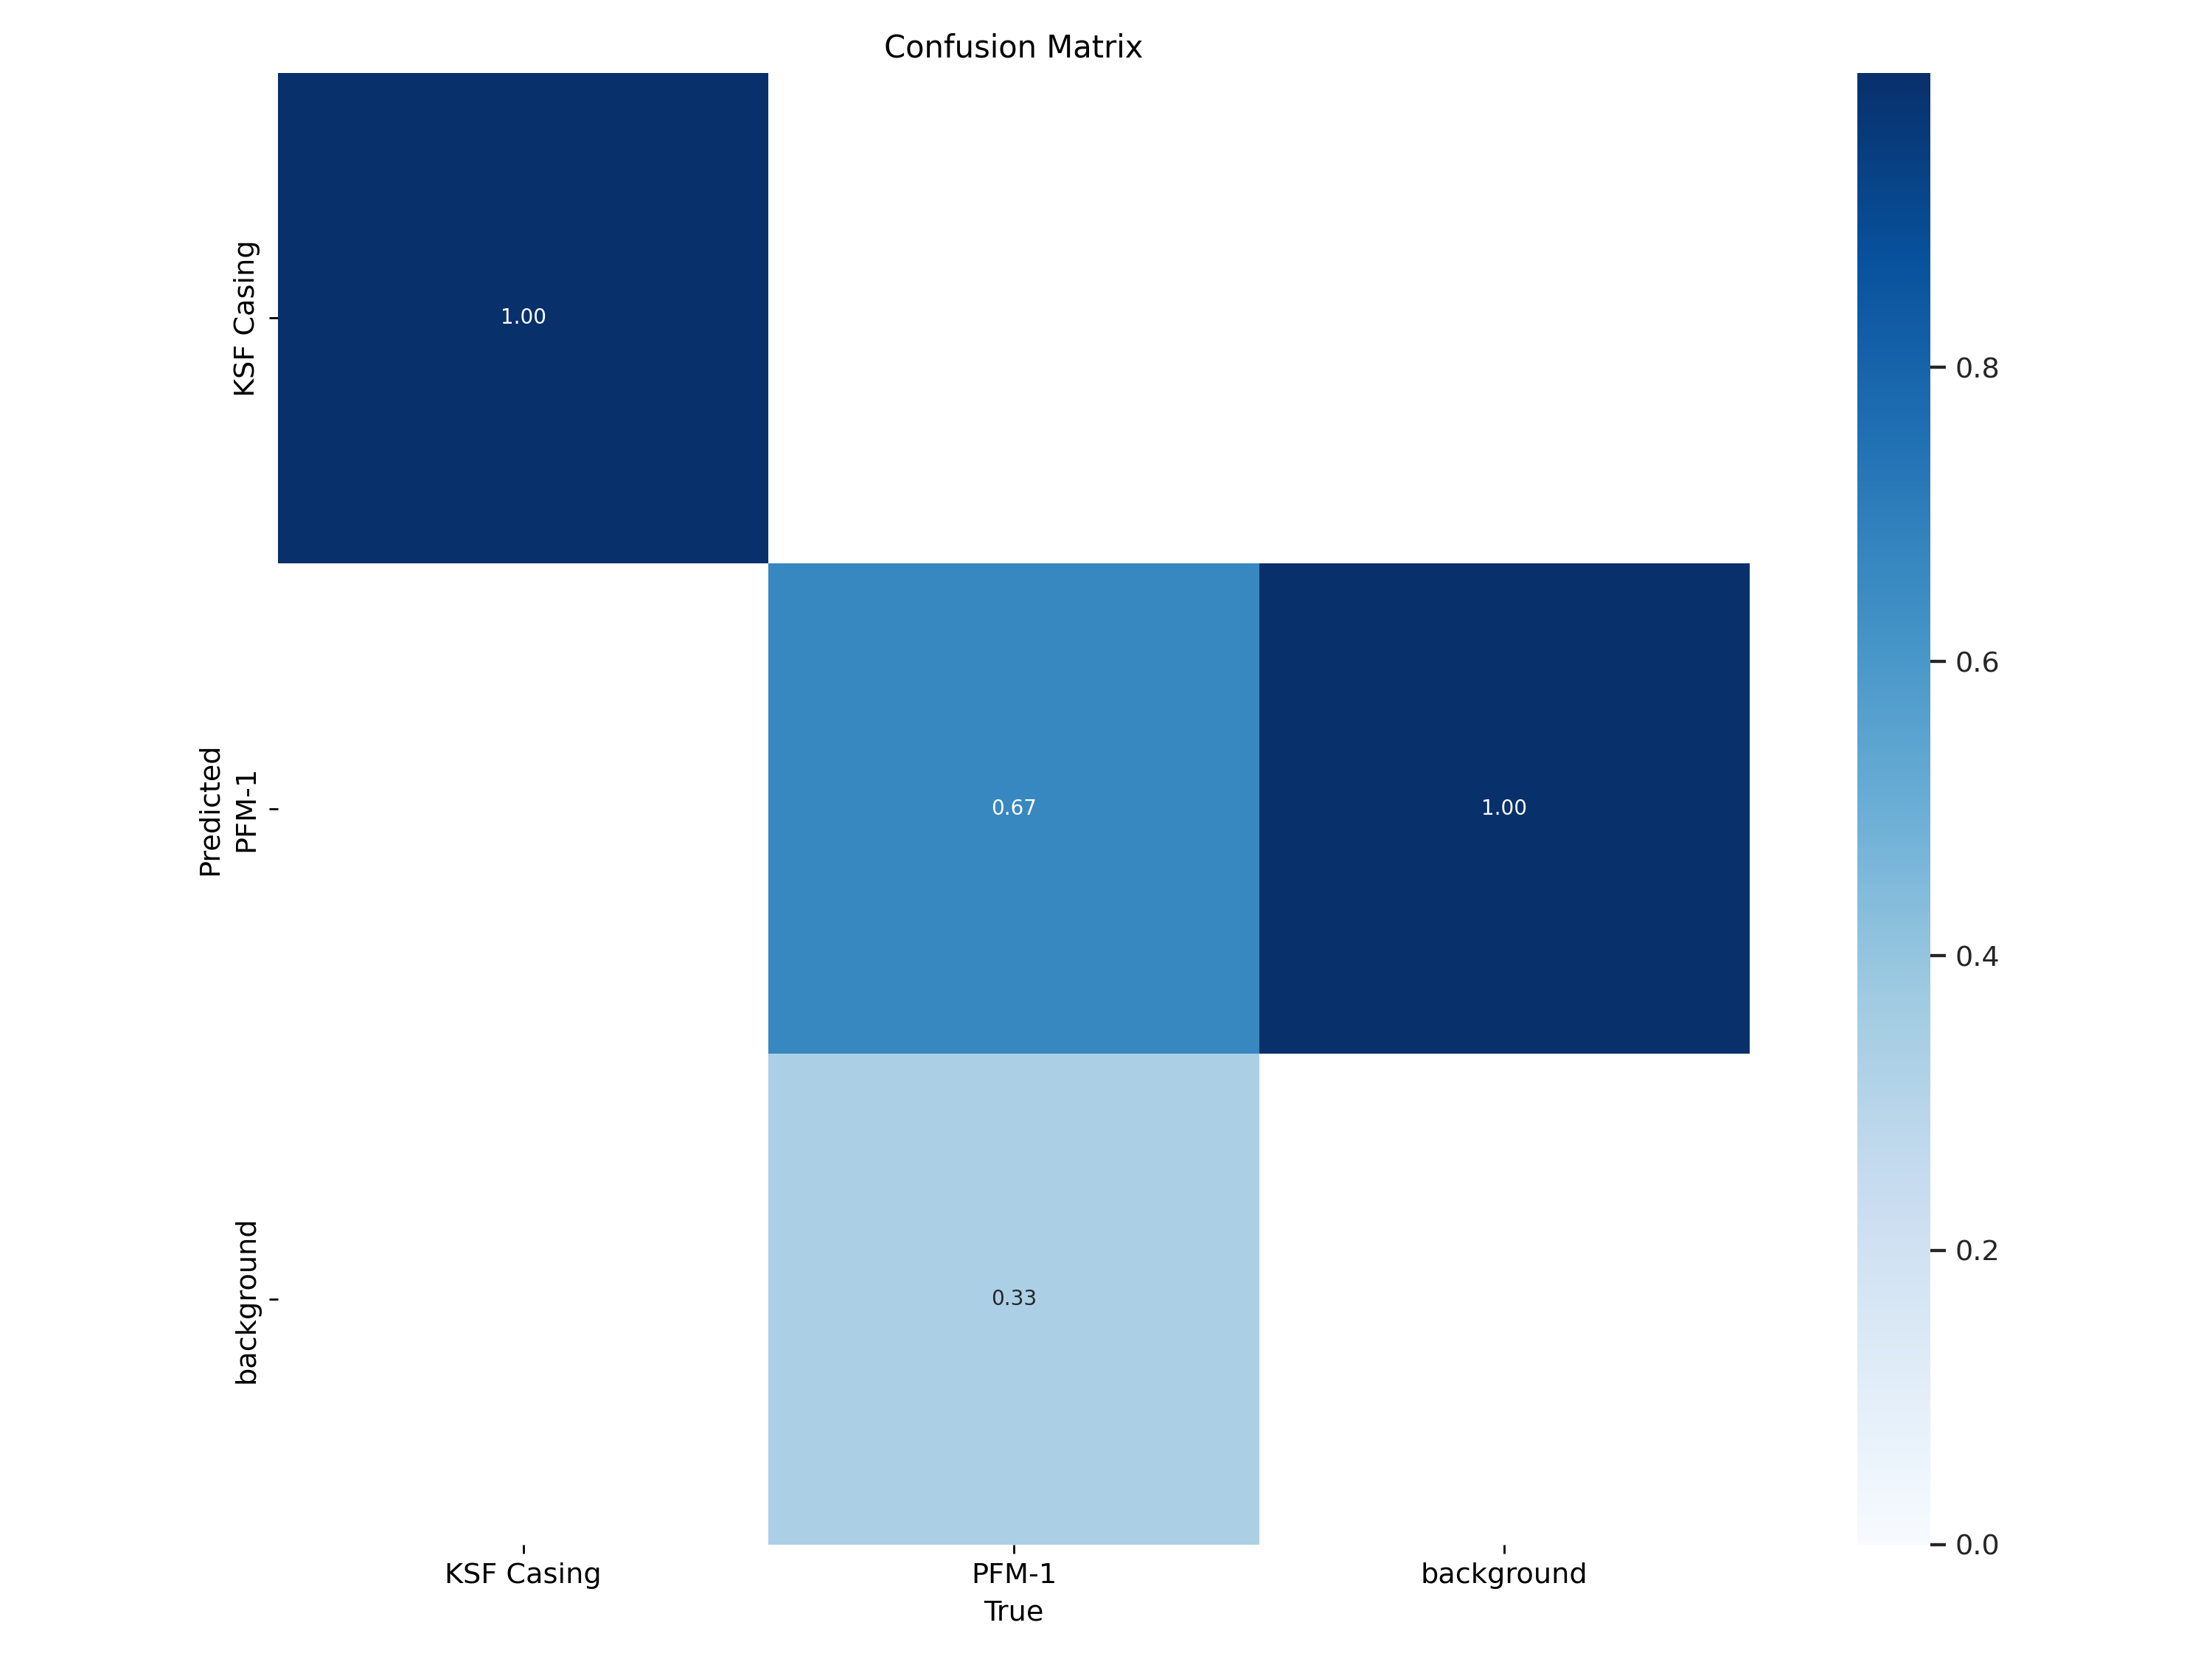 Confusion Matrix
KSF Casing
1.00
0.8
0.6
Predicted
PFM-1
0.67
1.00
0.4
background
0.33
0.2
0.0
KSF Casing
PFM-1
background
True